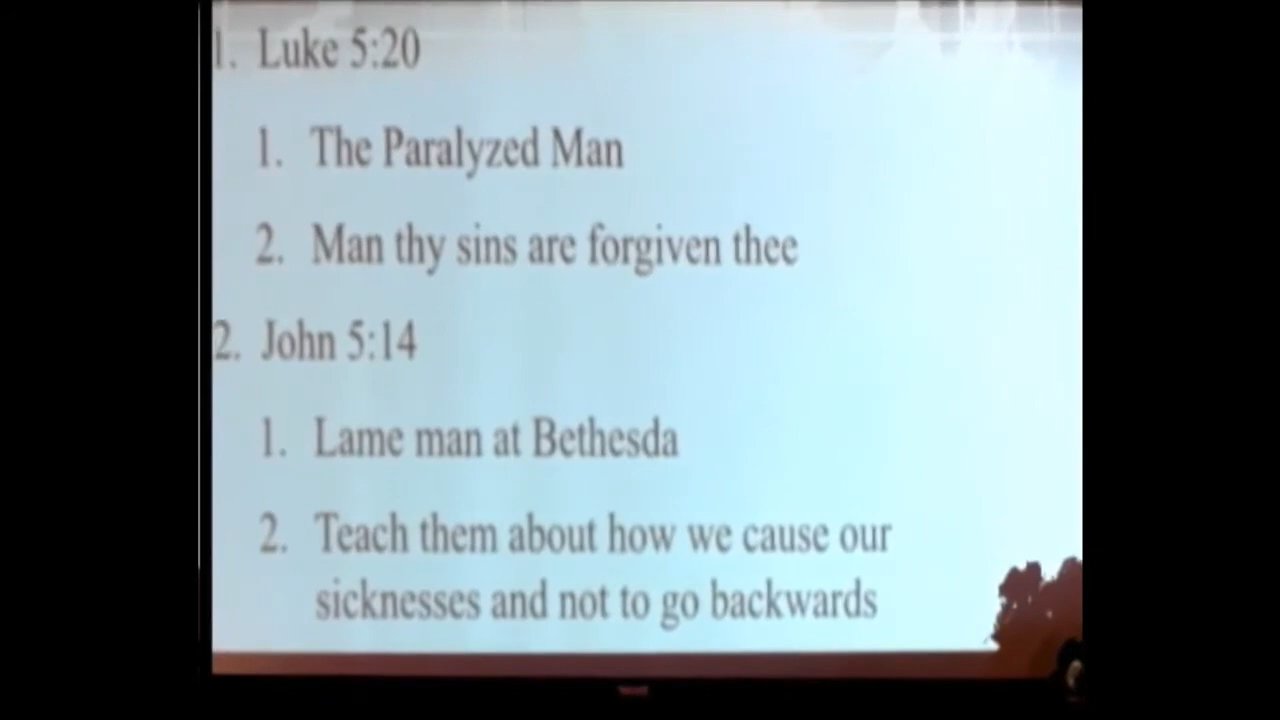 1. Luke 5:20
1. The Paralyzed Man
2. Man thy sins are forgiven thee
2. John 5:14
1. Lame man at Bethesda
2. Teach them about how we cause our
sicknesses and not to go backwards